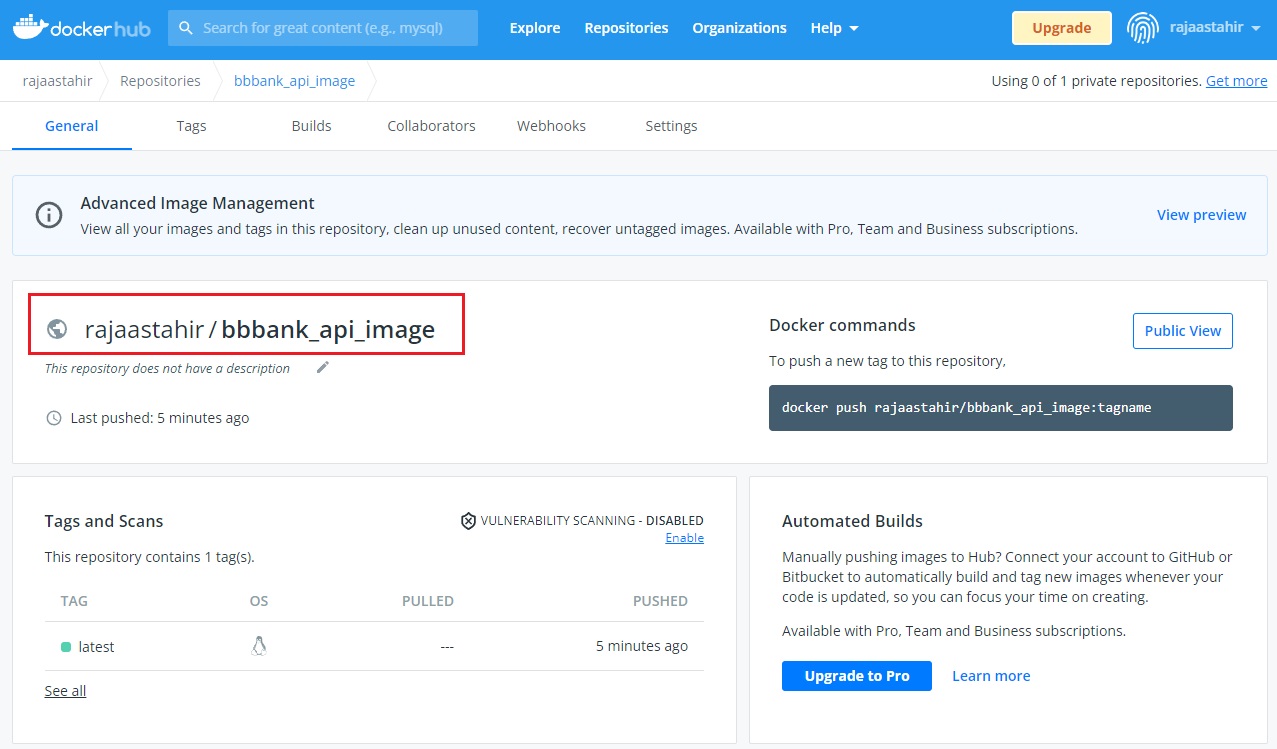 docker hub
Search for great content (e.g., mysql)
Explore
Repositories
Organizations
Help
Upgrade
rajaastahir
rajaastahir
Repositories
bbbank_api_image
Using 0 of 1 private repositories. Get more
General
Tags
Builds
Collaborators
Webhooks
Settings
Advanced Image Management
View all your images and tags in this repository, clean up unused content, recover untagged images. Available with Pro, Team and Business subscriptions.
View preview
rajaastahir / bbbank_api_image
This repository does not have a description
Last pushed: 5 minutes ago
Docker commands
Public View
To push a new tag to this repository,
docker push rajaastahir/bbbank_api_image:tagname
Tags and Scans
VULNERABILITY SCANNING - DISABLED
Enable
This repository contains 1 tag(s).
TAG OS PULLED PUSHED
latest --- 5 minutes ago
See all
Automated Builds
Manually pushing images to Hub? Connect your account to GitHub or
Bitbucket to automatically build and tag new images whenever your
code is updated, so you can focus your time on creating.
Available with Pro, Team and Business subscriptions.
Upgrade to Pro
Learn more